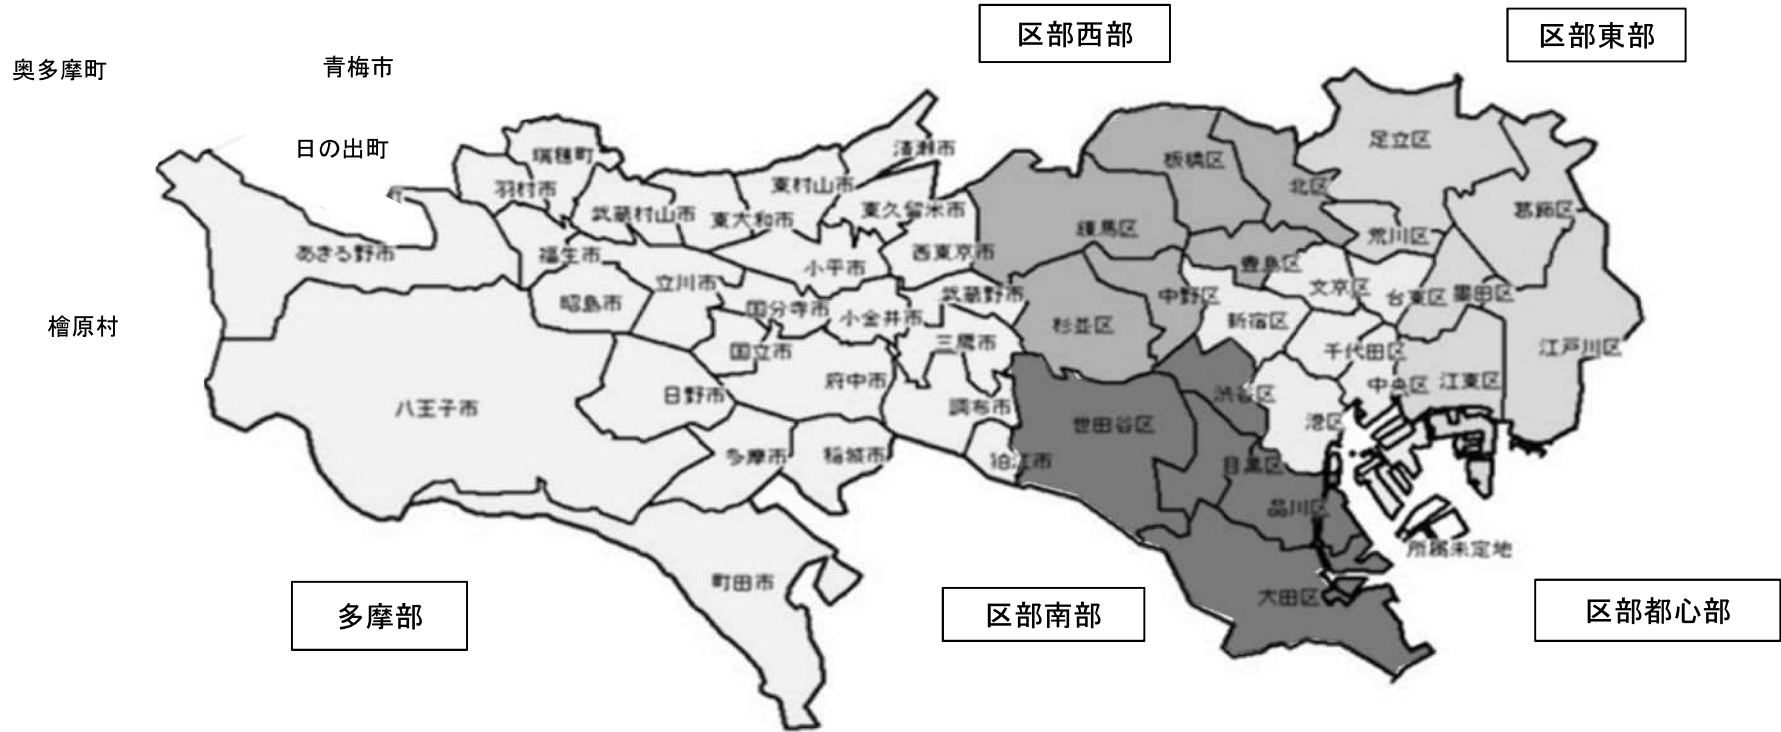 区部西部
区部東部
奥多摩町
青梅市
日の出町
檜原村
瑞穂町
清瀬市
羽村市
東村山市
武蔵村山市
東大和市
東久留米市
あきる野市
福生市
西東京市
小平市
立川市
昭島市
国分寺市
武蔵野市
小金井市
国立市
三鷹市
府中市
日野市
八王子市
調布市
多摩市
稲城市
狛江市
町田市
足立区
板橋区
北区
葛飾区
練馬区
荒川区
豊島区
文京区
台東区
墨田区
中野区
杉並区
新宿区
千代田区
江戸川区
中央区
江東区
渋谷区
港区
世田谷区
目黒区
品川区
所属未定地
大田区
多摩部
区部南部
区部都心部